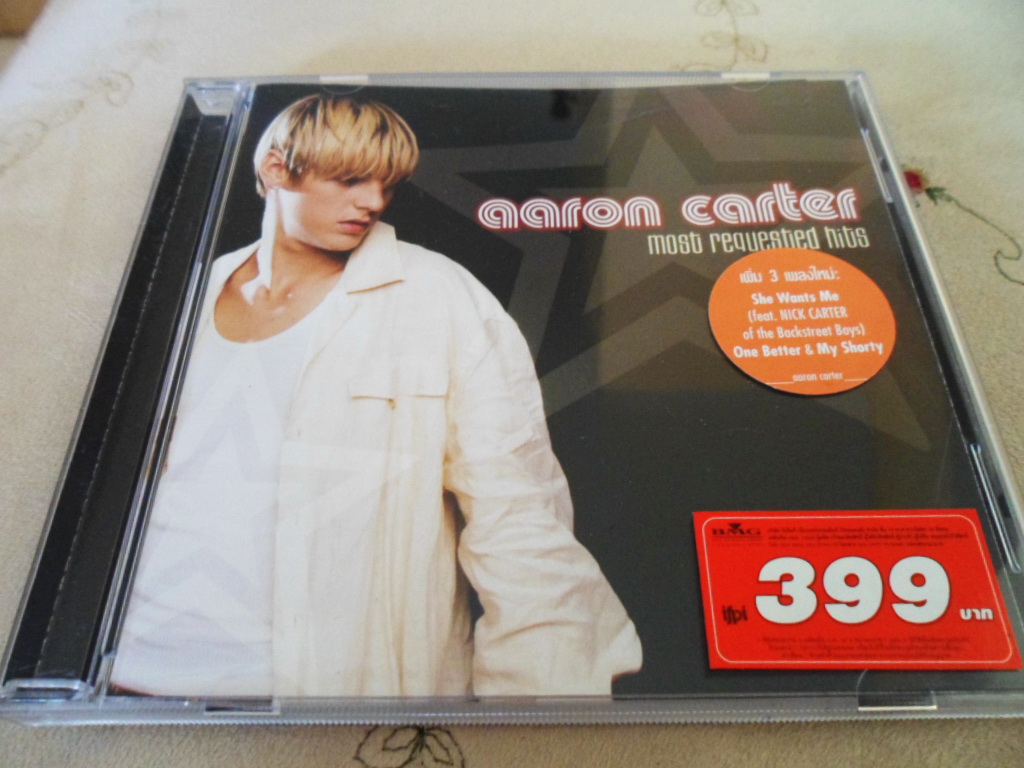 aaron carter
most requested hits
เพิ่ม 3 เพลงใหม่:
She Wants Me
(feat. NICK CARTER
of the Backstreet Boys)
One Better & My Shorty
aaron carter
BMG
ifpi
399 บาท